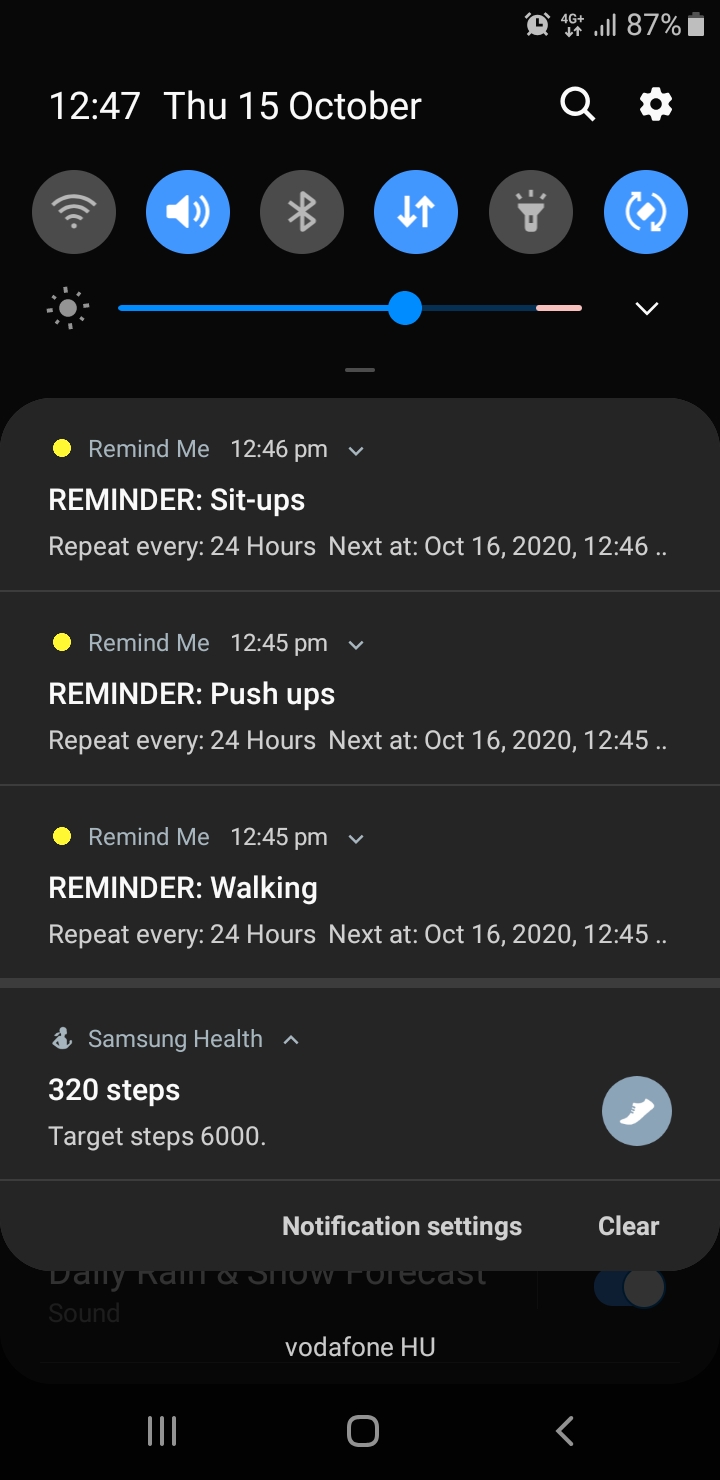 4G+ 87%
12:47 Thu 15 October
Remind Me 12:46 pm
REMINDER: Sit-ups
Repeat every: 24 Hours Next at: Oct 16, 2020, 12:46 ..
Remind Me 12:45 pm
REMINDER: Push ups
Repeat every: 24 Hours Next at: Oct 16, 2020, 12:45 ..
Remind Me 12:45 pm
REMINDER: Walking
Repeat every: 24 Hours Next at: Oct 16, 2020, 12:45 ..
Samsung Health
320 steps
Target steps 6000.
Notification settings Clear
Daily Rain & Snow Forecast
Sound
vodafone HU